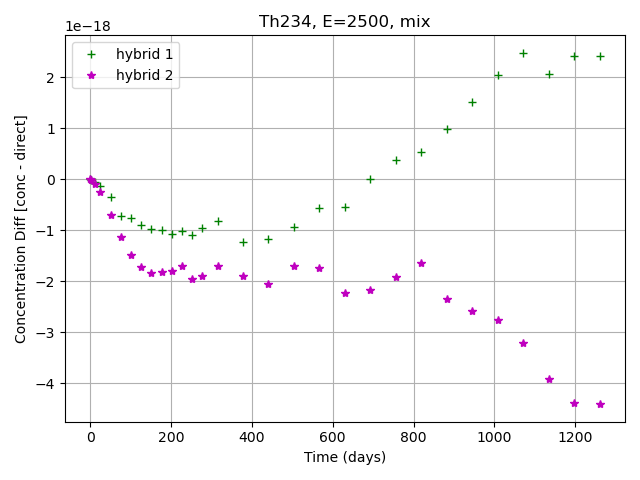 Th234, E=2500, mix
1e−18
hybrid 1
hybrid 2
Concentration Diff [conc - direct]
2
1
0
−1
−2
−3
−4
0 200 400 600 800 1000 1200
Time (days)